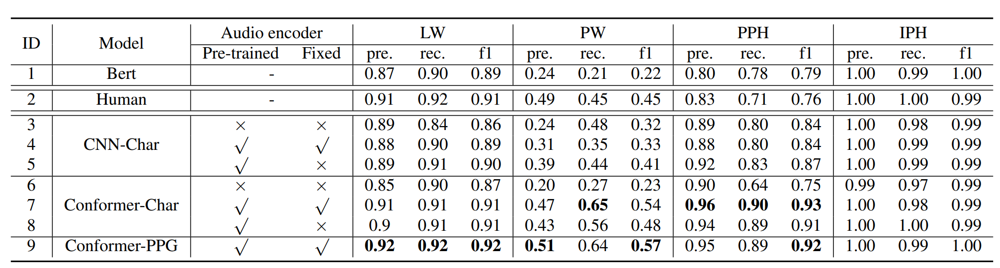 ID Model Audio encoder LW PW PPH IPH
Pre-trained Fixed pre. rec. f1 pre. rec. f1 pre. rec. f1 pre. rec. f1
1 Bert - 0.87 0.90 0.89 0.24 0.21 0.22 0.80 0.78 0.79 1.00 0.99 1.00
2 Human - 0.91 0.92 0.91 0.49 0.45 0.45 0.83 0.71 0.76 1.00 1.00 0.99
3 × × 0.89 0.84 0.86 0.24 0.48 0.32 0.89 0.80 0.84 1.00 0.98 0.99
4 CNN-Char √ √ 0.88 0.90 0.89 0.31 0.35 0.33 0.88 0.80 0.84 1.00 0.99 0.99
5 √ × 0.89 0.91 0.90 0.39 0.44 0.41 0.92 0.83 0.87 1.00 0.99 0.99
6 × × 0.85 0.90 0.87 0.20 0.27 0.23 0.90 0.64 0.75 0.99 0.97 0.99
7 Conformer-Char √ √ 0.91 0.91 0.91 0.47 0.65 0.54 0.96 0.90 0.93 1.00 0.98 0.99
8 √ × 0.9 0.91 0.91 0.43 0.56 0.48 0.94 0.89 0.91 1.00 1.00 0.99
9 Conformer-PPG √ √ 0.92 0.92 0.92 0.51 0.64 0.57 0.95 0.89 0.92 1.00 0.99 1.00